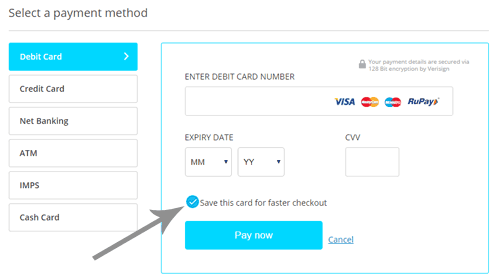 Select a payment method
Debit Card
Credit Card
Net Banking
ATM
IMPS
Cash Card
Your payment details are secured via
128 Bit encryption by Verisign
ENTER DEBIT CARD NUMBER
VISA MasterCard Maestro RuPay
EXPIRY DATE CVV
MM YY
Save this card for faster checkout
Pay now Cancel